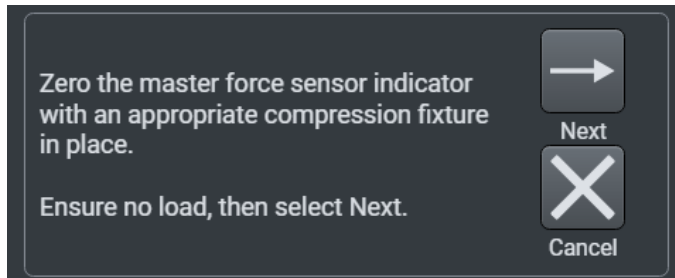 Zero the master force sensor indicator
with an appropriate compression fixture
in place.
Ensure no load, then select Next.
Next
Cancel